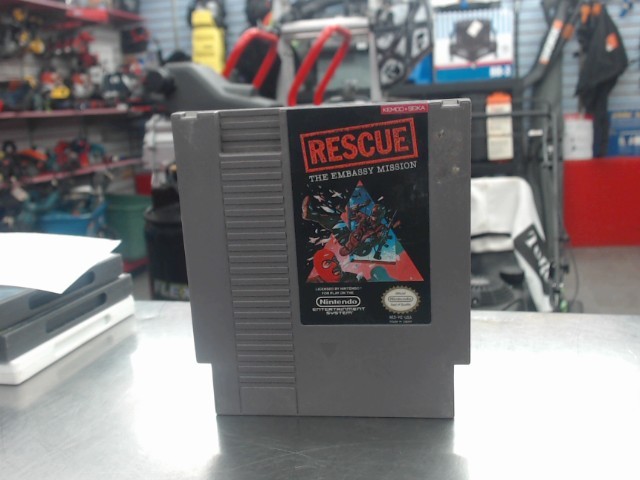 KEMCO★SEIKA
RESCUE
THE EMBASSY MISSION
LICENSED BY NINTENDO
FOR PLAY ON THE
Nintendo
ENTERTAINMENT
SYSTEM